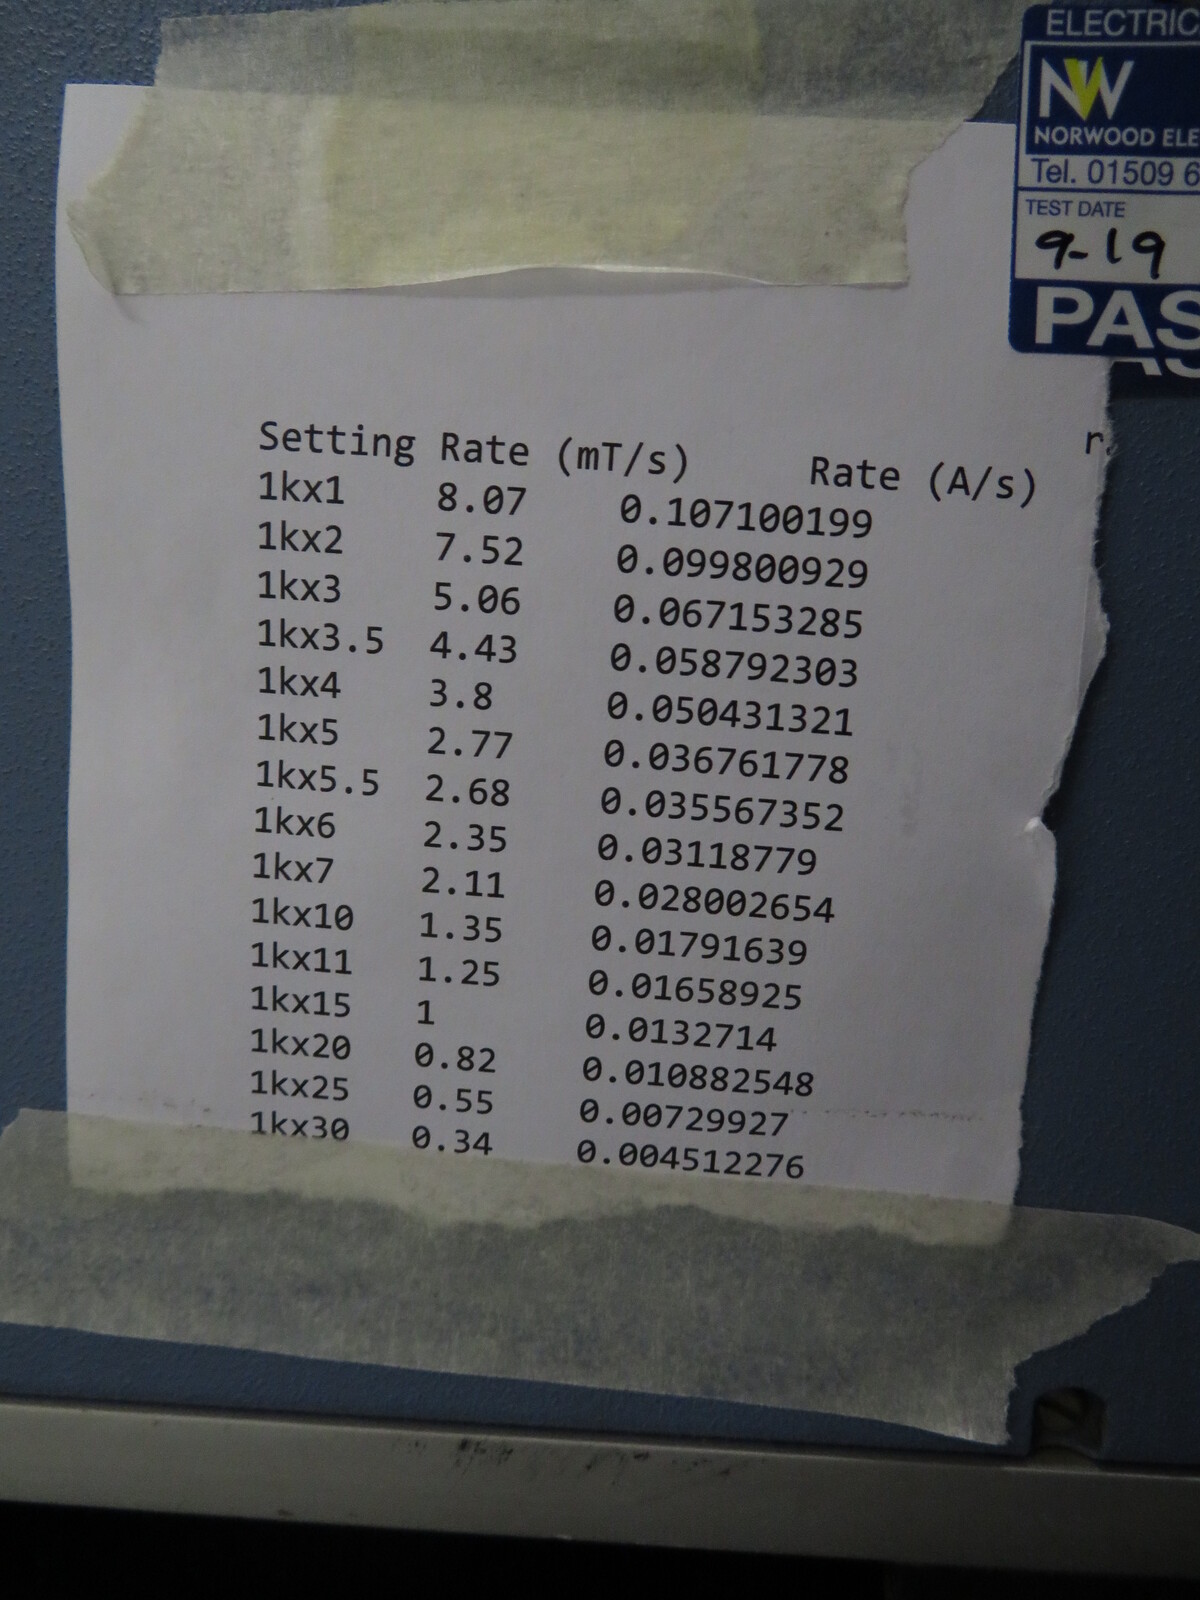 ELECTRIC
NW
NORWOOD ELE
Tel. 01509 6
TEST DATE
9-19
PAS
Setting Rate (mT/s) Rate (A/s) r
1kx1 8.07 0.107100199
1kx2 7.52 0.099800929
1kx3 5.06 0.067153285
1kx3.5 4.43 0.058792303
1kx4 3.8 0.050431321
1kx5 2.77 0.036761778
1kx5.5 2.68 0.035567352
1kx6 2.35 0.03118779
1kx7 2.11 0.028002654
1kx10 1.35 0.01791639
1kx11 1.25 0.01658925
1kx15 1 0.0132714
1kx20 0.82 0.010882548
1kx25 0.55 0.00729927
1kx30 0.34 0.004512276